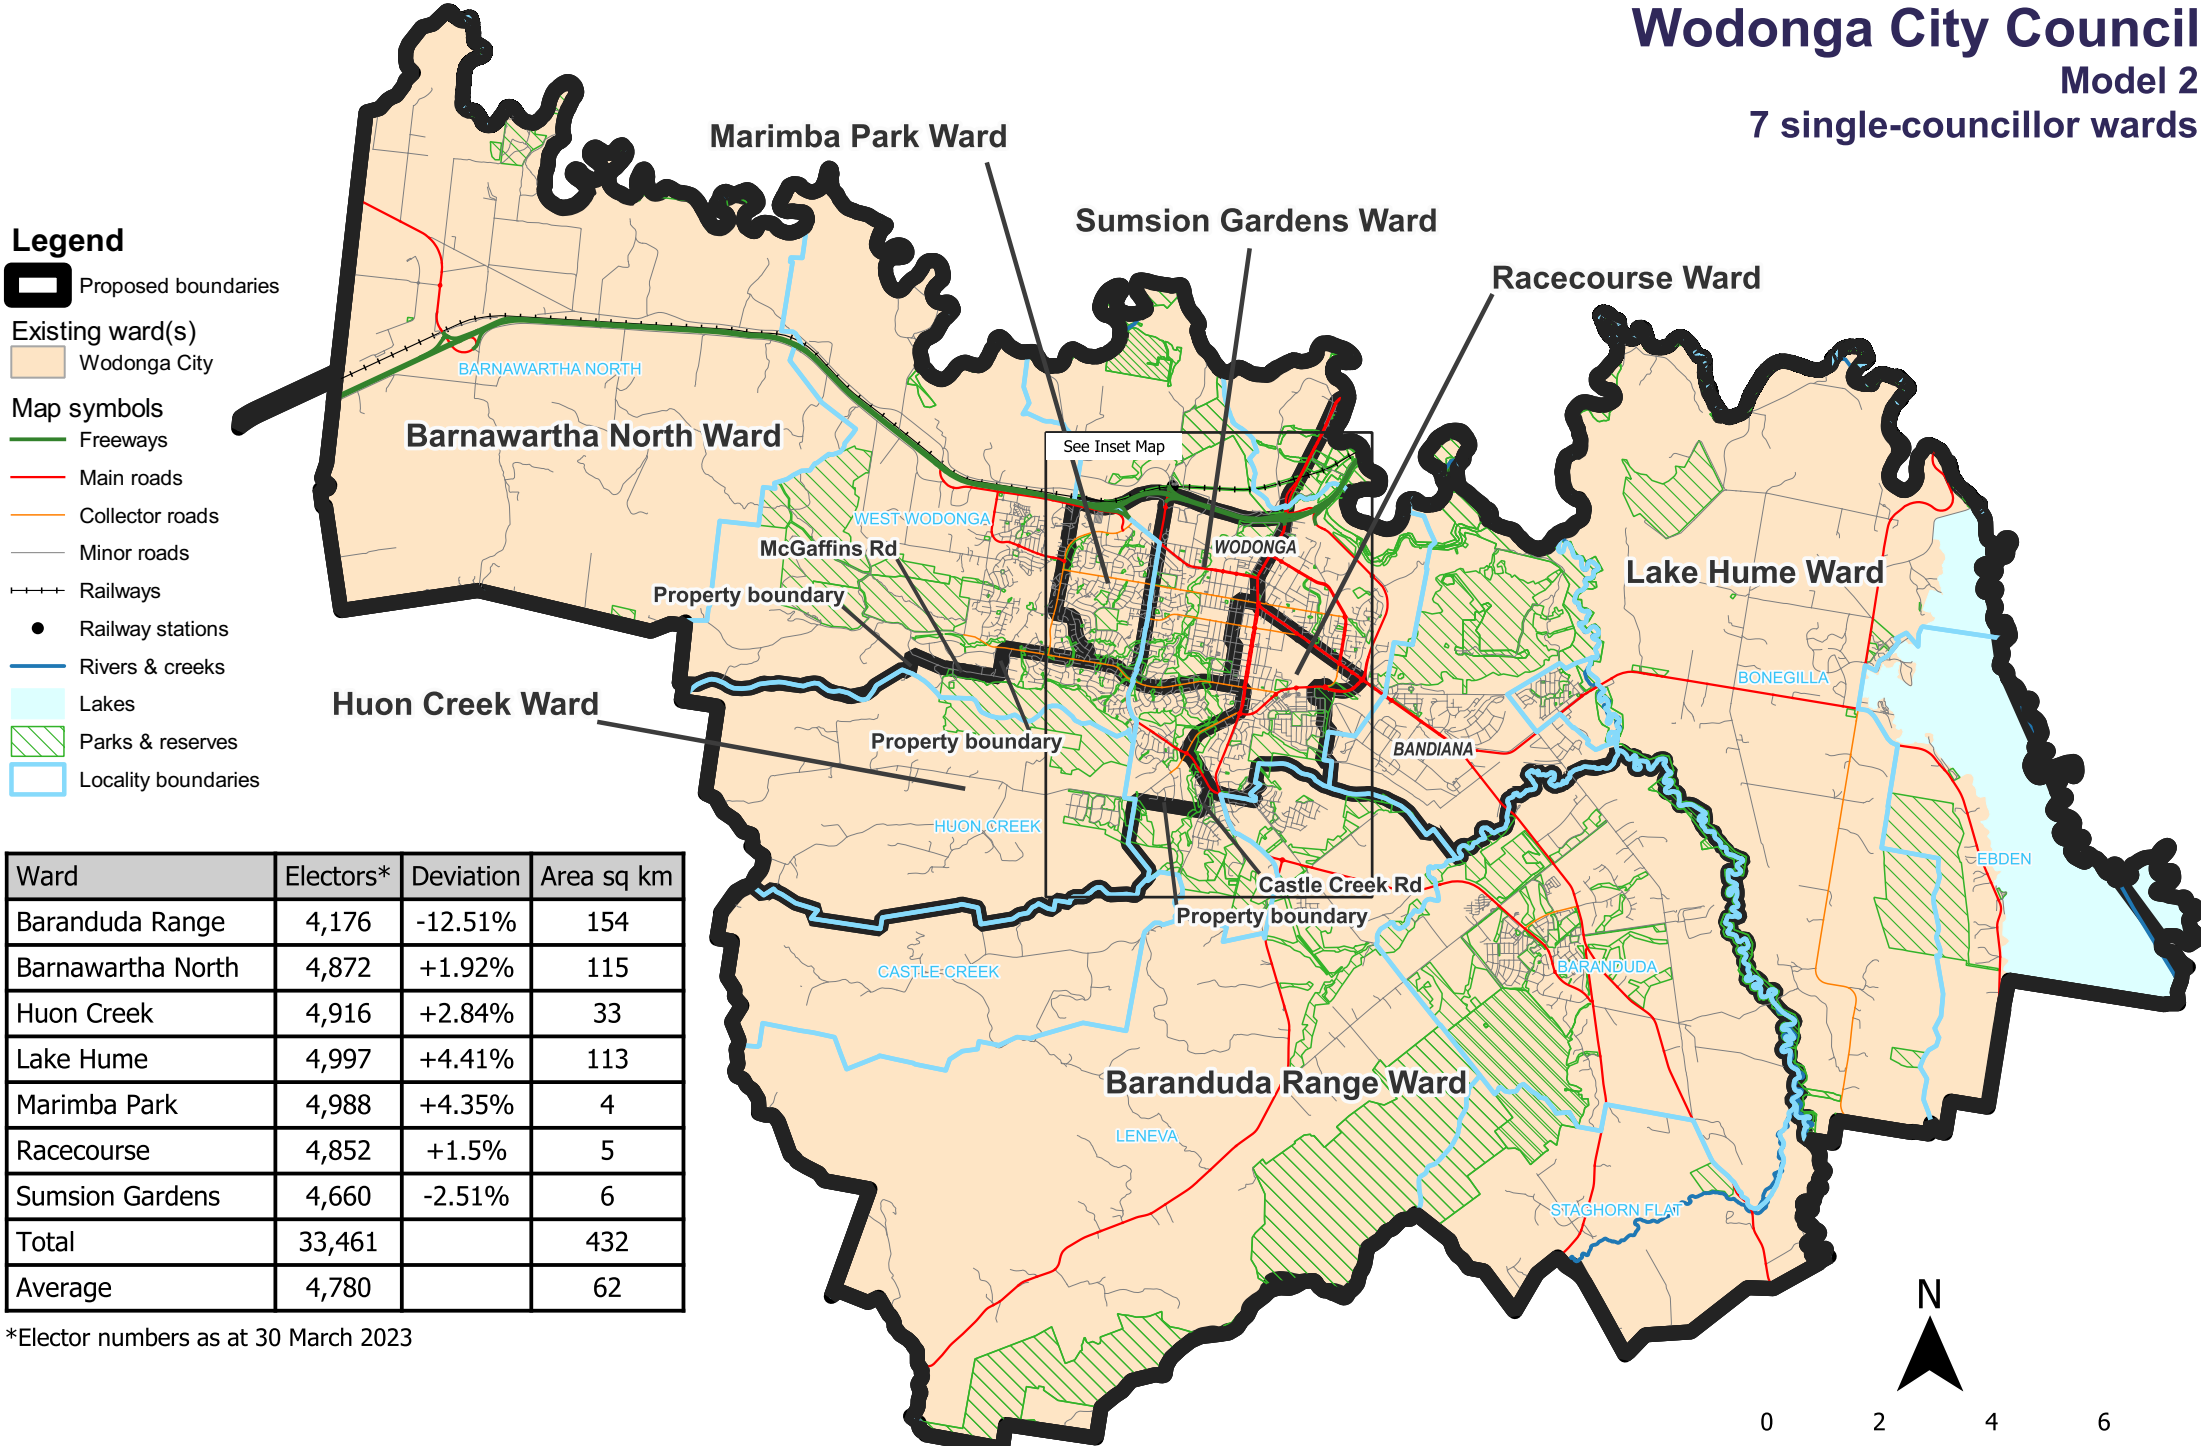 Wodonga City Council
Model 2
7 single-councillor wards
Marimba Park Ward
Sumsion Gardens Ward
Racecourse Ward
Legend
Proposed boundaries
Existing ward(s)
Wodonga City
Map symbols
Freeways
Main roads
Collector roads
Minor roads
Railways
Railway stations
Rivers & creeks
Lakes
Parks & reserves
Locality boundaries
BARNAWARTHA NORTH
Barnawartha North Ward
See Inset Map
WEST WODONGA
McGaffins Rd
WODONGA
Property boundary
Lake Hume Ward
BONEGILLA
Huon Creek Ward
Property boundary
BANDIANA
HUON CREEK
EBDEN
Castle Creek Rd
Property boundary
CASTLE CREEK
BARANDUDA
Baranduda Range Ward
LENEVA
STAGHORN FLAT
Ward Electors* Deviation Area sq km
Baranduda Range 4,176 -12.51% 154
Barnawartha North 4,872 +1.92% 115
Huon Creek 4,916 +2.84% 33
Lake Hume 4,997 +4.41% 113
Marimba Park 4,988 +4.35% 4
Racecourse 4,852 +1.5% 5
Sumsion Gardens 4,660 -2.51% 6
Total 33,461 432
Average 4,780 62
*Elector numbers as at 30 March 2023
N
0 2 4 6